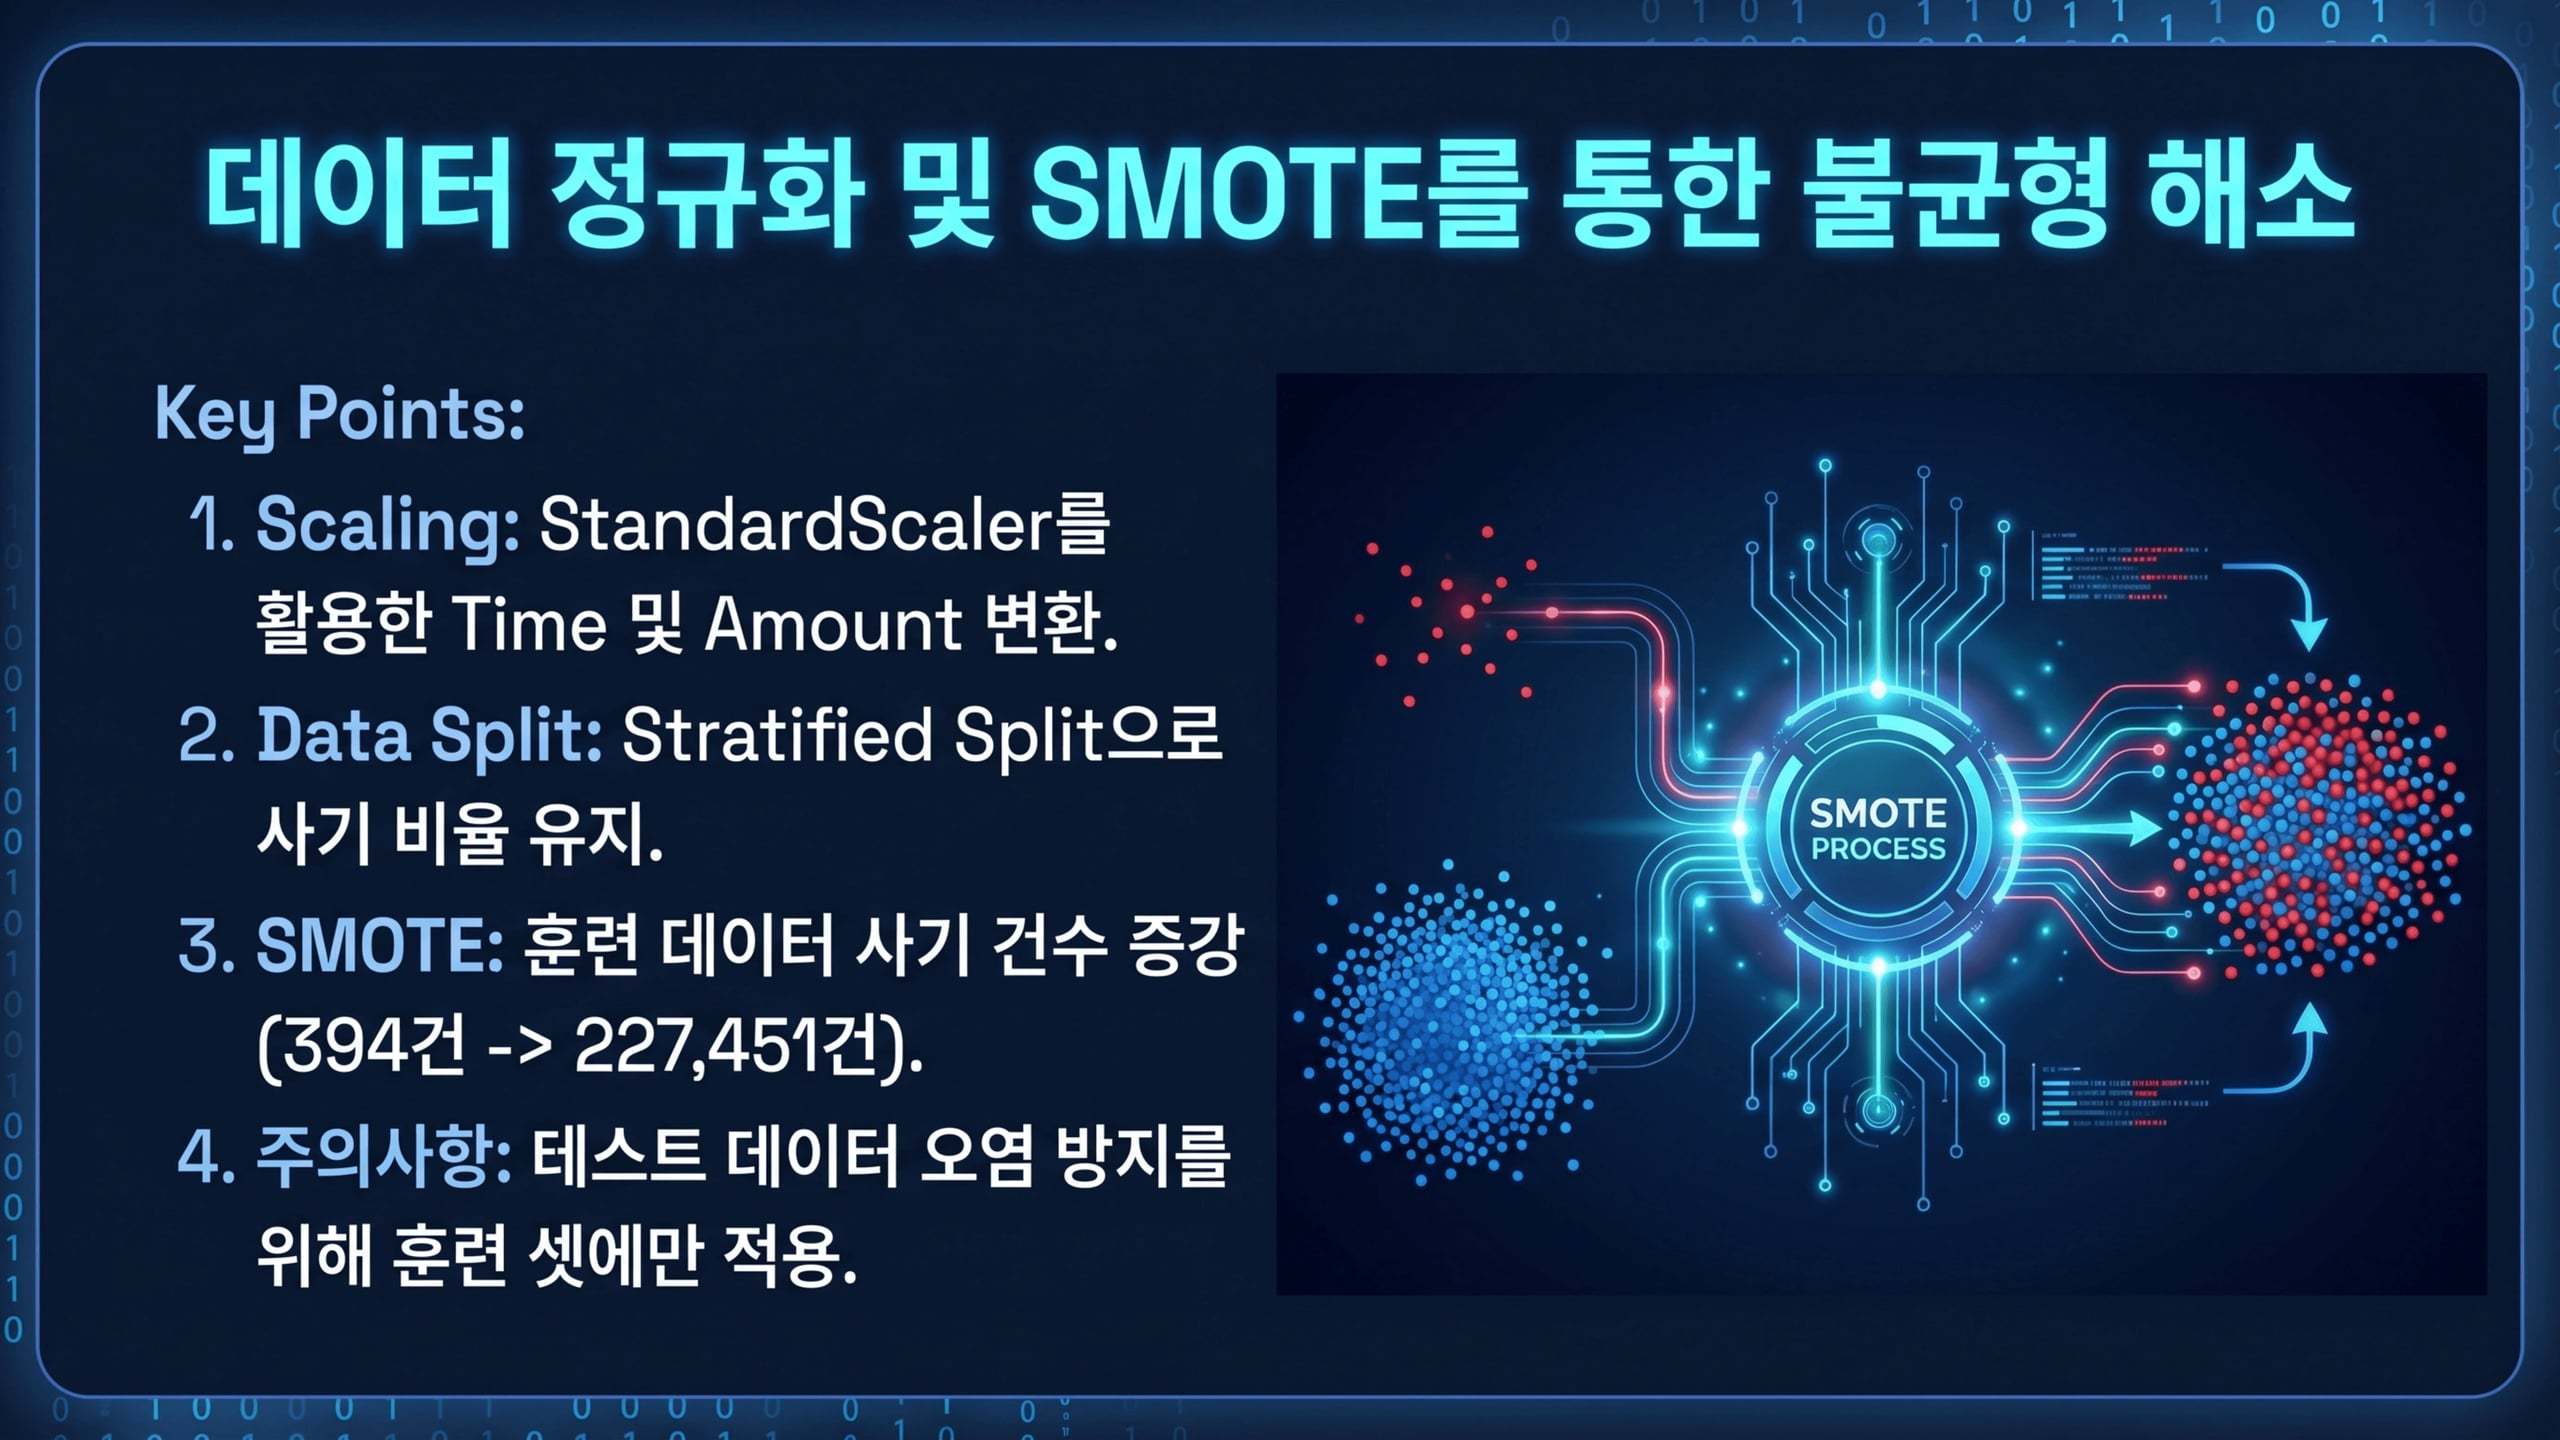 데이터 정규화 및 SMOTE를 통한 불균형 해소
Key Points:
1. Scaling: StandardScaler를
활용한 Time 및 Amount 변환.
2. Data Split: Stratified Split으로
사기 비율 유지.
3. SMOTE: 훈련 데이터 사기 건수 증강
(394건 -> 227,451건).
4. 주의사항: 테스트 데이터 오염 방지를
위해 훈련 셋에만 적용.
SMOTE
PROCESS